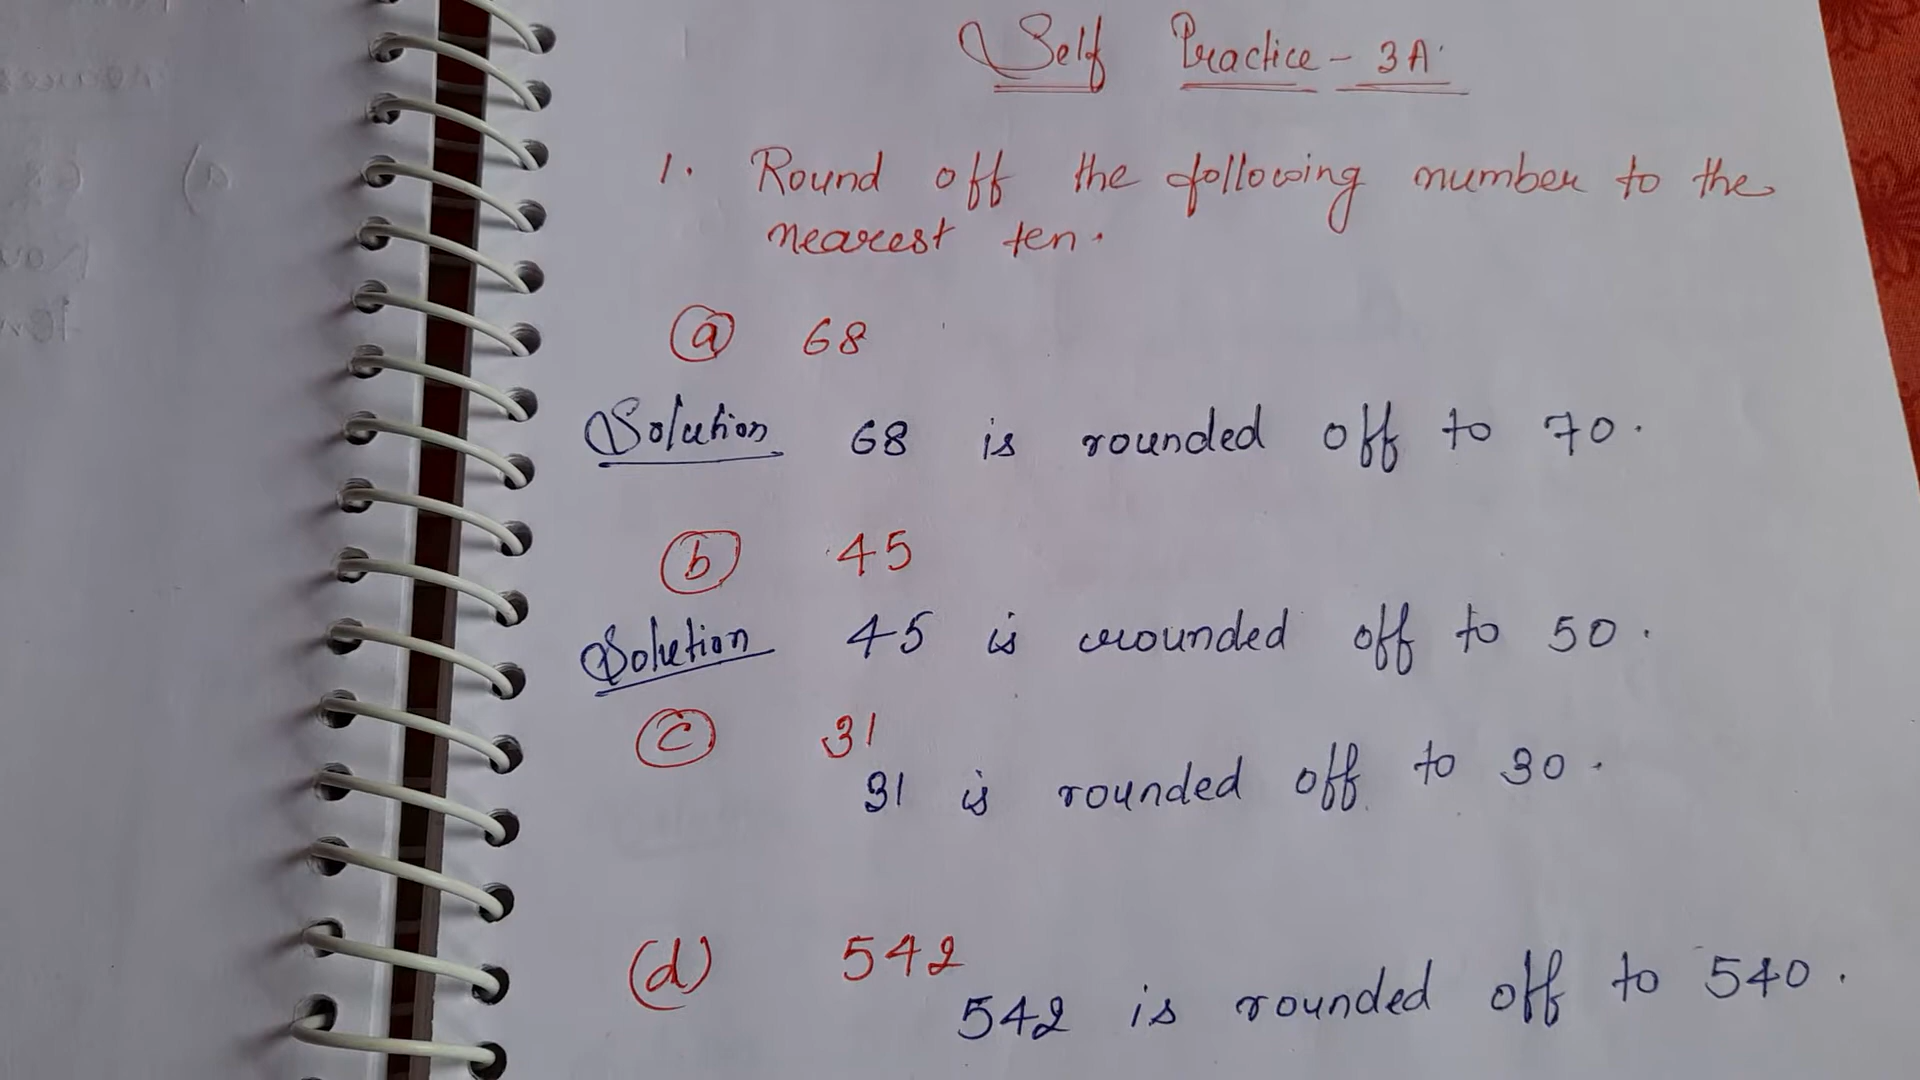 Self Practice - 3A.
1. Round off the following number to the
nearest ten.
(a) 68
Solution 68 is rounded off to 70.
(b) 45
Solution 45 is rounded off to 50.
(c) 31
31 is rounded off to 30.
(d) 542
542 is rounded off to 540.